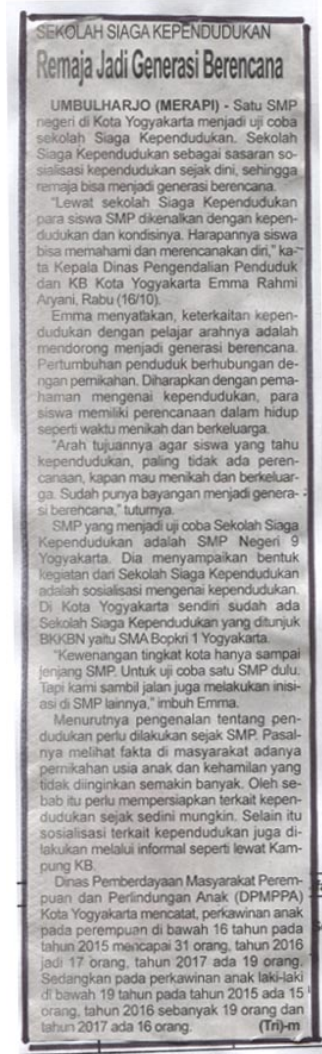 SEKOLAH SIAGA KEPENDUDUKAN
Remaja Jadi Generasi Berencana
UMBULHARJO (MERAPI) - Satu SMP
negeri di Kota Yogyakarta menjadi uji coba
sekolah Siaga Kependudukan. Sekolah
Siaga Kependudukan sebagai sasaran so-
sialisasi kependudukan sejak dini, sehingga
remaja bisa menjadi generasi berencana.
"Lewat sekolah Siaga Kependudukan
para siswa SMP dikenalkan dengan kepen-
dudukan dan kondisinya. Harapannya siswa
bisa memahami dan merencanakan diri," ka-
ta Kepala Dinas Pengendalian Penduduk
dan KB Kota Yogyakarta Emma Rahmi
Aryani, Rabu (16/10).
Emma menyatakan, keterkaitan kepen-
dudukan dengan pelajar arahnya adalah
mendorong menjadi generasi berencana.
Pertumbuhan penduduk berhubungan de-
ngan pernikahan. Diharapkan dengan pema-
haman mengenai kependudukan, para
siswa memiliki perencanaan dalam hidup
seperti waktu menikah dan berkeluarga.
"Arah tujuannya agar siswa yang tahu
kependudukan, paling tidak ada peren-
canaan, kapan mau menikah dan berkeluar-
ga. Sudah punya bayangan menjadi genera-
si berencana," tuturnya.
SMP yang menjadi uji coba Sekolah Siaga
Kependudukan adalah SMP Negeri 9
Yogyakarta. Dia menyampaikan bentuk
kegiatan dari Sekolah Siaga Kependudukan
adalah sosialisasi mengenai kependudukan.
Di Kota Yogyakarta sendiri sudah ada
Sekolah Siaga Kependudukan yang ditunjuk
BKKBN yaitu SMA Bopkri 1 Yogyakarta.
"Kewenangan tingkat kota hanya sampai
jenjang SMP. Untuk uji coba satu SMP dulu.
Tapi kami sambil jalan juga melakukan inisi-
asi di SMP lainnya," imbuh Emma.
Menurutnya pengenalan tentang pen-
dudukan perlu dilakukan sejak SMP. Pasal-
nya melihat fakta di masyarakat adanya
pernikahan usia anak dan kehamilan yang
tidak diinginkan semakin banyak. Oleh se-
bab itu perlu mempersiapkan terkait kepen-
dudukan sejak sedini mungkin. Selain itu
sosialisasi terkait kependudukan juga di-
lakukan melalui informal seperti lewat Kam-
pung KB.
Dinas Pemberdayaan Masyarakat Perem-
puan dan Perlindungan Anak (DPMPPA)
Kota Yogyakarta mencatat, perkawinan anak
pada perempuan di bawah 16 tahun pada
tahun 2015 mencapai 31 orang, tahun 2016
jadi 17 orang, tahun 2017 ada 19 orang.
Sedangkan pada perkawinan anak laki-laki
di bawah 19 tahun pada tahun 2015 ada 15
orang, tahun 2016 sebanyak 19 orang dan
tahun 2017 ada 16 orang. (Tri)-m